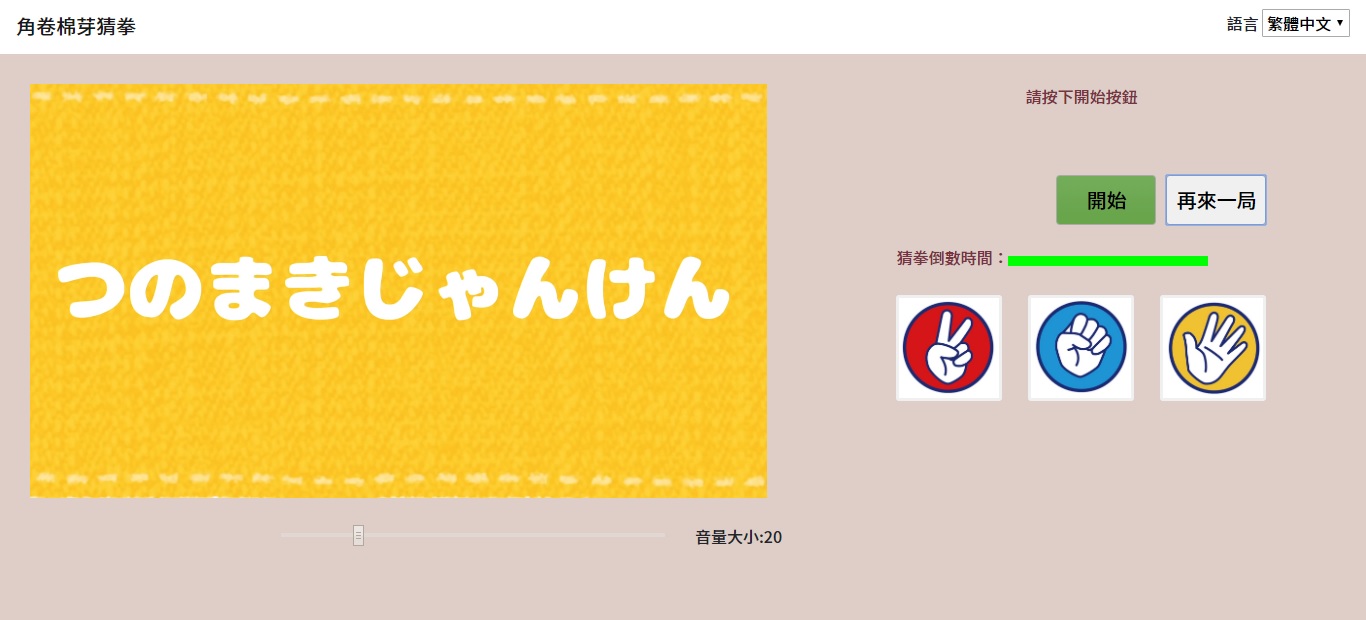 角卷棉芽猜拳
語言 繁體中文
つのまきじゃんけん
請按下開始按鈕
開始 再來一局
猜拳倒數時間：
音量大小:20